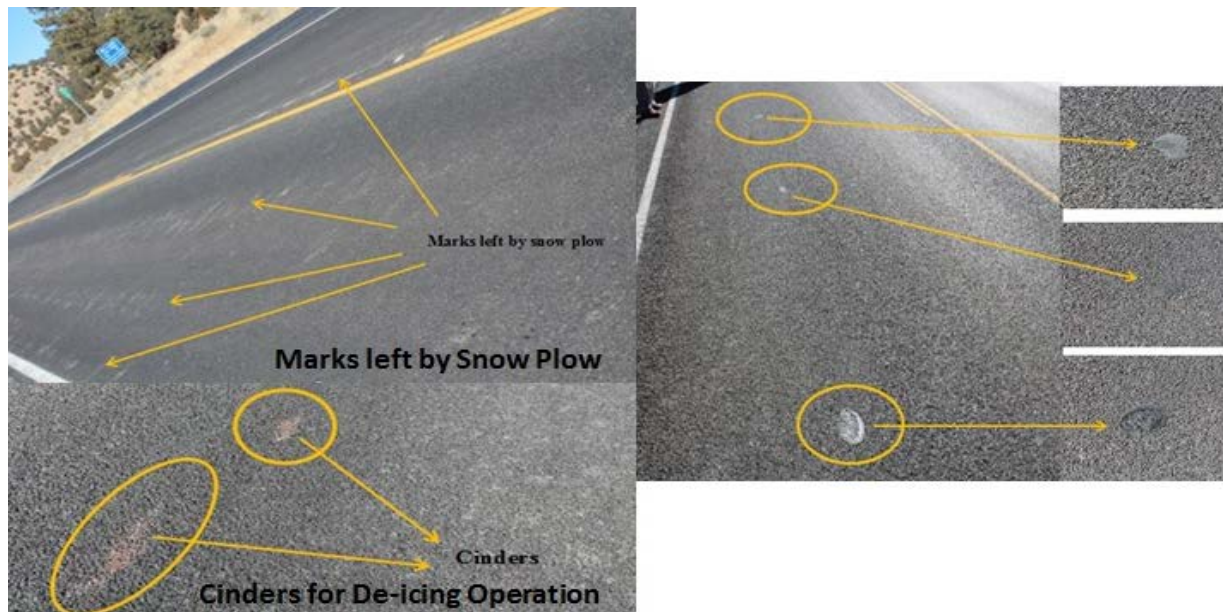 Marks left by snow plow
Marks left by Snow Plow
Cinders
Cinders for De-icing Operation